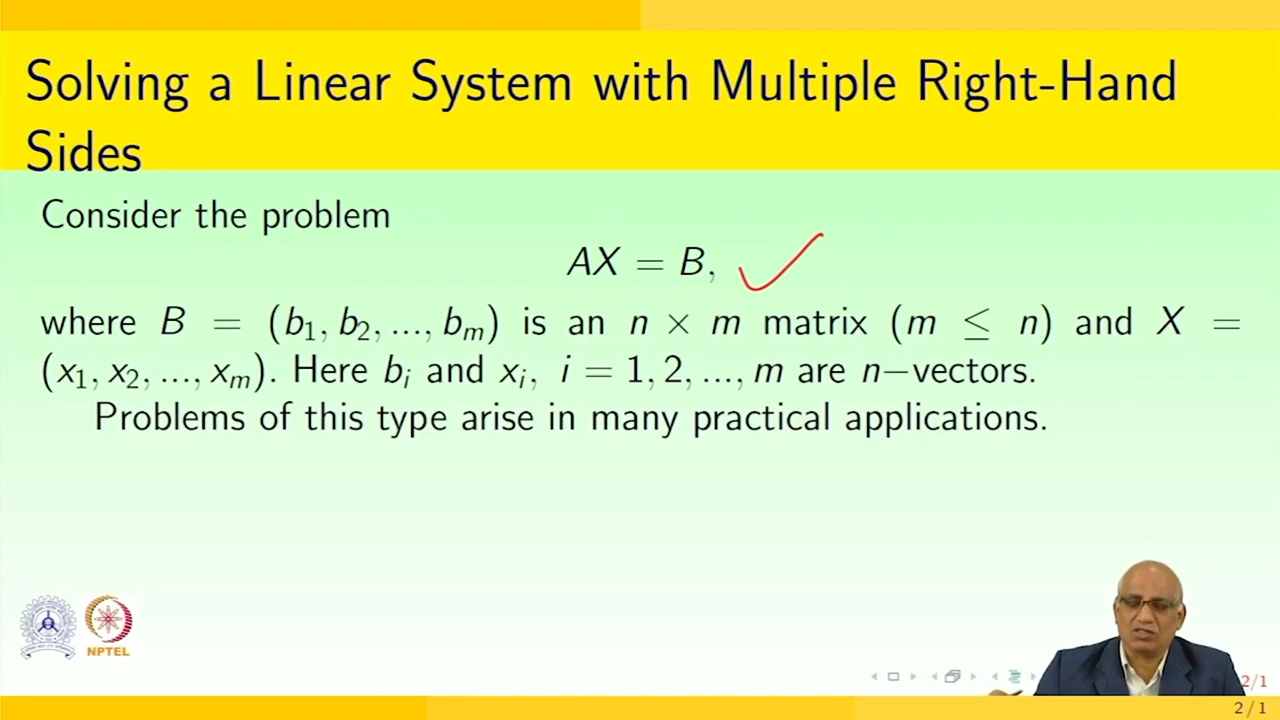 Solving a Linear System with Multiple Right-Hand
Sides
Consider the problem
AX = B,
where B = (b₁, b₂, ..., bₘ) is an n × m matrix (m ≤ n) and X =
(x₁, x₂, ..., xₘ). Here bᵢ and xᵢ, i = 1, 2, ..., m are n−vectors.
Problems of this type arise in many practical applications.
NPTEL
2/1
2 / 1